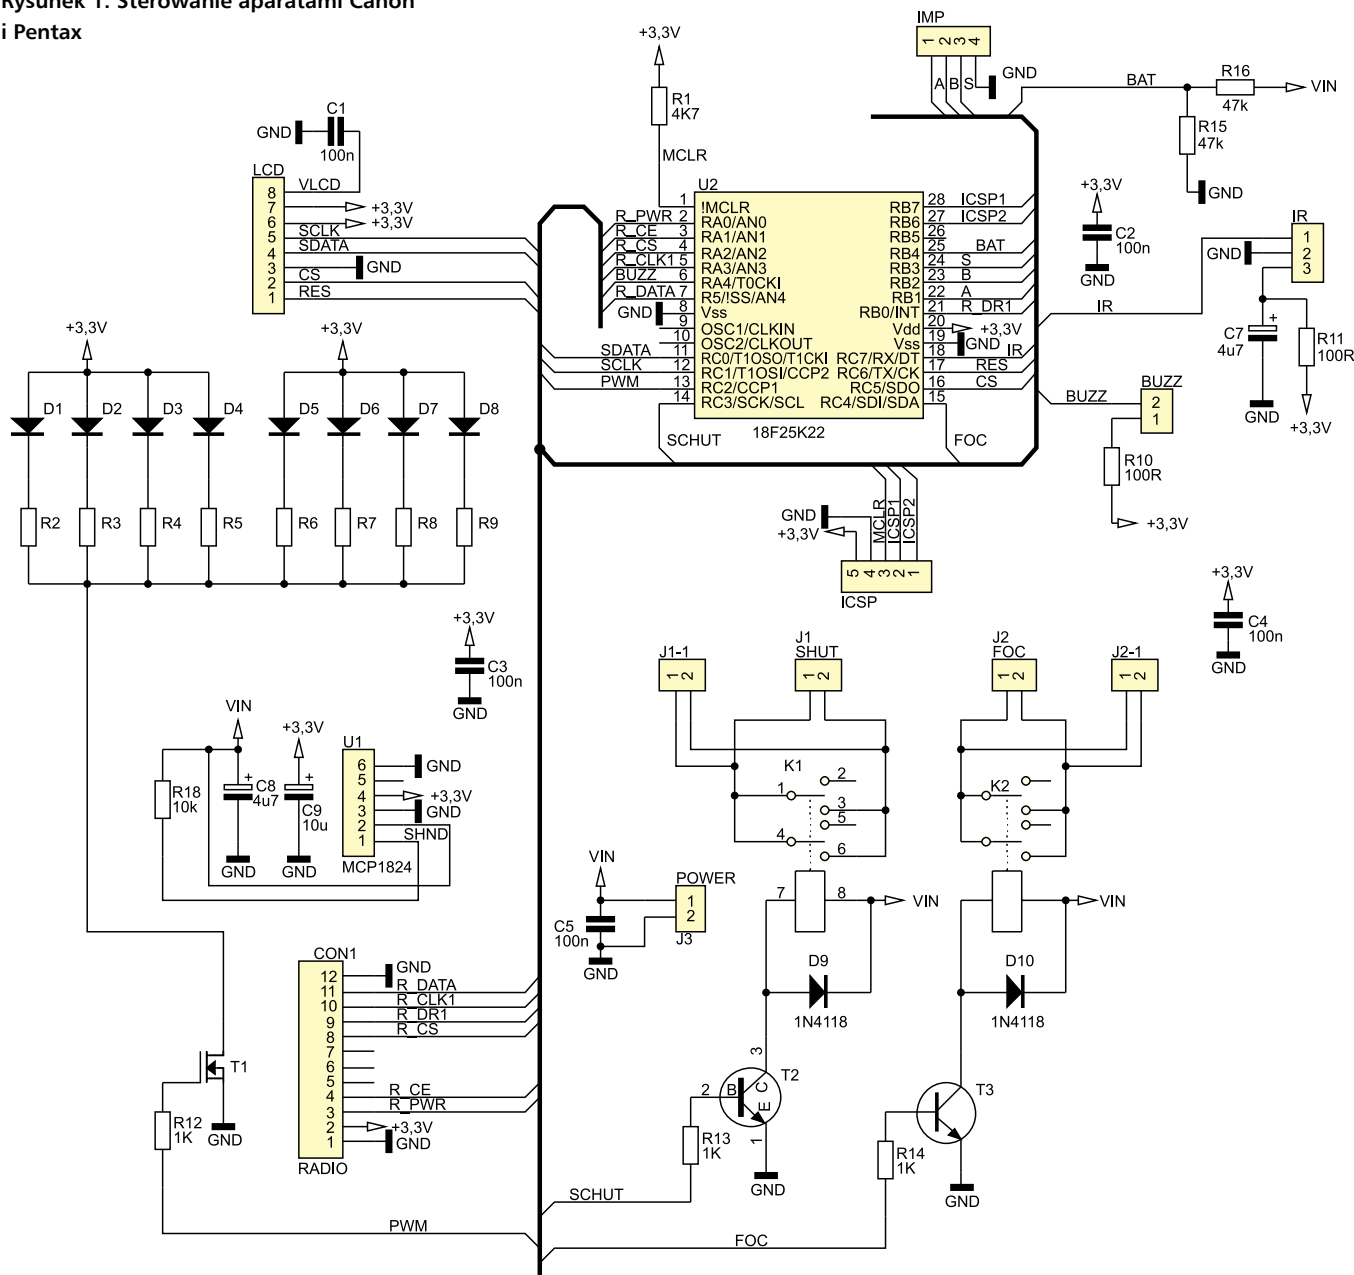 Rysunek 1. Sterowanie aparatami Canon
i Pentax
IMP
1 2 3 4
A B S
GND
BAT
R16
47k
VIN
R15
47k
GND
+3,3V
R1
4K7
MCLR
C1
GND
100n
LCD
8 VLCD
7 +3,3V
6 +3,3V
5 SCLK
4 SDATA
3 GND
2 CS
1 RES
U2
1 !MCLR
R_PWR 2 RA0/AN0
R_CE 3 RA1/AN1
R_CS 4 RA2/AN2
R_CLK1 5 RA3/AN3
BUZZ 6 RA4/T0CKI
R_DATA 7 R5/!SS/AN4
GND 8 Vss
9 OSC1/CLKIN
10 OSC2/CLKOUT
SDATA 11 RC0/T1OSO/T1CKI
SCLK 12 RC1/T1OSI/CCP2
PWM 13 RC2/CCP1
14 RC3/SCK/SCL
RB7 28 ICSP1
RB6 27 ICSP2
RB5 26
RB4 25 BAT
RB3 24 S
RB2 23 B
RB1 22 A
RB0/INT 21 R_DR1
Vdd 20 +3,3V
Vss 19 GND
RC7/RX/DT 18 IR
RC6/TX/CK 17 RES
RC5/SDO 16 CS
RC4/SDI/SDA 15
18F25K22
SCHUT
FOC
+3,3V
C2
100n
GND
IR
GND
1
2
3
IR
C7
4u7
+
GND
R11
100R
+3,3V
BUZZ
BUZZ
2
1
R10
100R
+3,3V
+3,3V
+3,3V
D1 D2 D3 D4 D5 D6 D7 D8
R2 R3 R4 R5 R6 R7 R8 R9
GND
+3,3V
MCLR
ICSP1
ICSP2
5 4 3 2 1
ICSP
+3,3V
C4
100n
GND
+3,3V
C3
100n
GND
J1-1
1 2
J1
SHUT
1 2
J2
FOC
1 2
J2-1
1 2
VIN
R18
10k
+
C8
4u7
GND
+3,3V
+
C9
10u
GND
U1
6 GND
5
4 +3,3V
3 GND
2
1 SHND
MCP1824
K1
1
2
3
4
5
6
7
8
VIN
K2
VIN
VIN
C5
100n
GND
POWER
1
2
J3
D9
1N4118
D10
1N4118
CON1
12 GND
11 R_DATA
10 R_CLK1
9 R_DR1
8 R_CS
7
6
5
4 R_CE
3 R_PWR
2 +3,3V
1 GND
RADIO
T1
R12
1K
GND
PWM
3
2
B
C
E
1
T2
R13
1K
GND
SCHUT
T3
R14
1K
GND
FOC